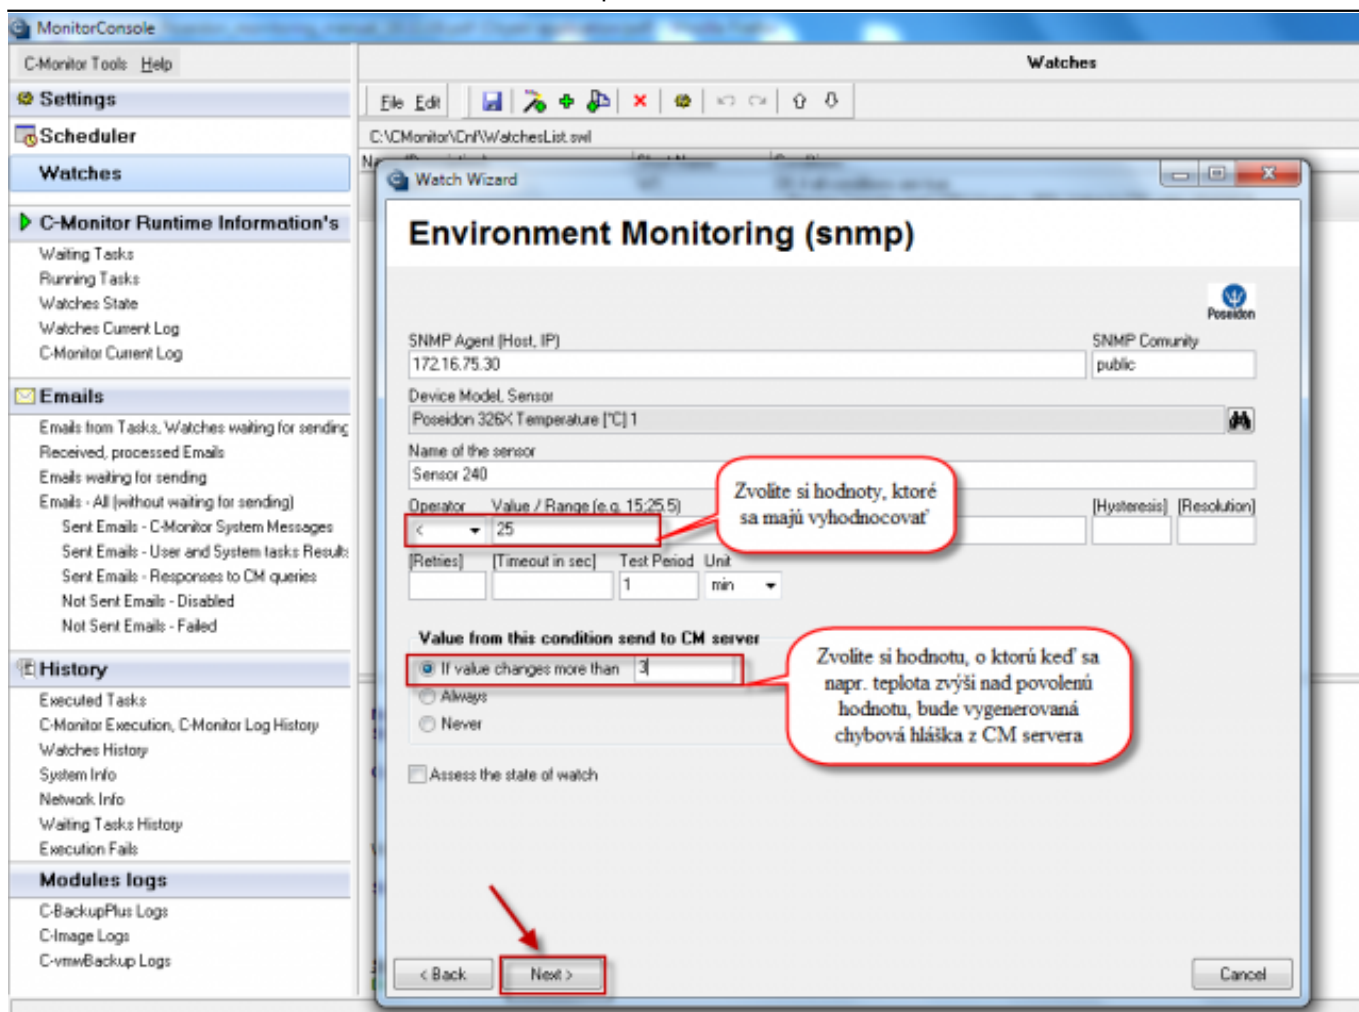 MonitorConsole
C-Monitor Tools Help
Watches
Settings
File Edit
Scheduler
C:\CMonitor\Cnf\WatchesList.swl
Watches
Watch Wizard
C-Monitor Runtime Information's
Environment Monitoring (snmp)
Waiting Tasks
Running Tasks
Watches State
Watches Current Log
C-Monitor Current Log
Poseidon
SNMP Agent (Host, IP) SNMP Comunity
172.16.75.30 public
Device Model, Sensor
Poseidon 326X Temperature [°C] 1
Name of the sensor
Sensor 240
Operator Value / Range (e.g. 15;25.5) [Hysteresis] [Resolution]
< 25
[Retries] [Timeout in sec] Test Period Unit
1 min
Zvolíte si hodnoty, ktoré
sa majú vyhodnocovať
Value from this condition send to CM server
If value changes more than 3
Always
Never
Zvolíte si hodnotu, o ktorú keď sa
napr. teplota zvýši nad povolenú
hodnotu, bude vygenerovaná
chybová hláška z CM servera
Assess the state of watch
< Back Next > Cancel
Emails
Emails from Tasks, Watches waiting for sending
Received, processed Emails
Emails waiting for sending
Emails - All (without waiting for sending)
Sent Emails - C-Monitor System Messages
Sent Emails - User and System tasks Results
Sent Emails - Responses to CM queries
Not Sent Emails - Disabled
Not Sent Emails - Failed
History
Executed Tasks
C-Monitor Execution, C-Monitor Log History
Watches History
System Info
Network Info
Waiting Tasks History
Execution Fails
Modules logs
C-BackupPlus Logs
C-Image Logs
C-vmwBackup Logs